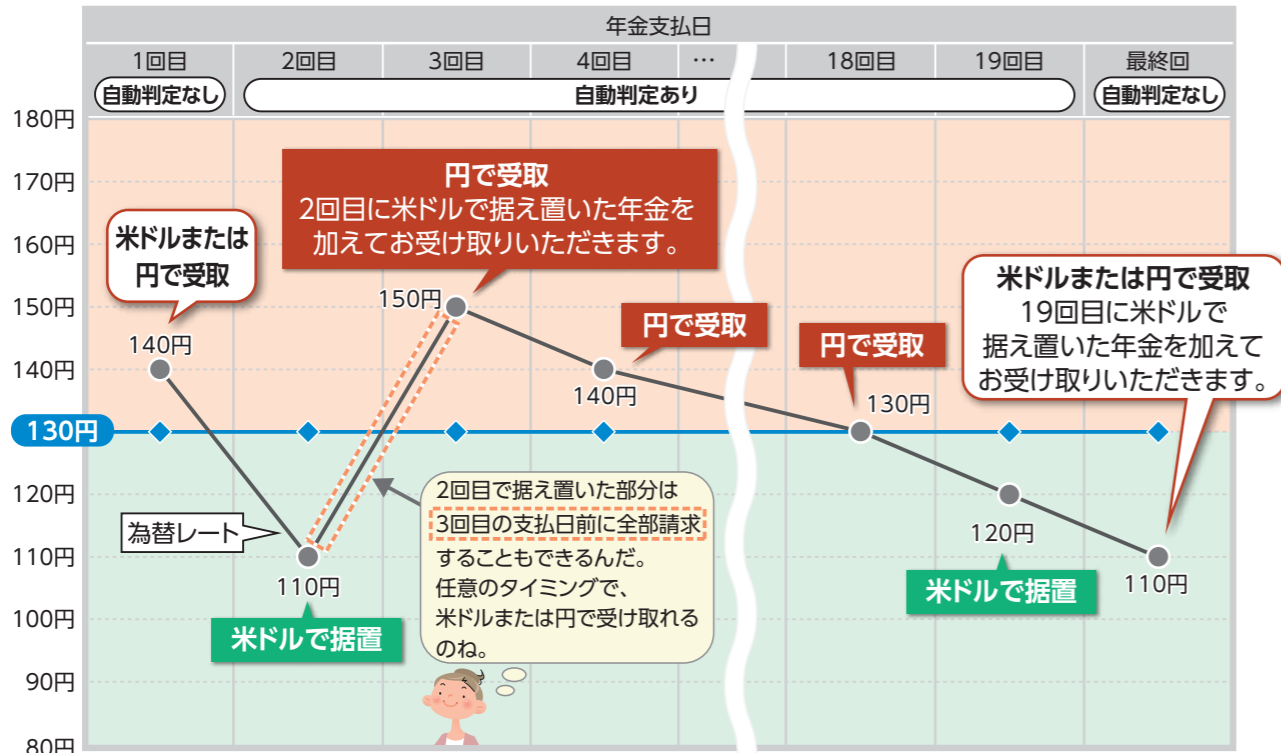 年金支払日
1回目 2回目 3回目 4回目 … 18回目 19回目 最終回
自動判定なし 自動判定あり 自動判定なし
180円
170円
160円
150円
140円
130円
120円
110円
100円
90円
80円
米ドルまたは
円で受取
140円
為替レート
110円
米ドルで据置
円で受取
2回目に米ドルで据え置いた年金を
加えてお受け取りいただきます。
150円
2回目で据え置いた部分は
3回目の支払日前に全部請求
することもできるんだ。
任意のタイミングで、
米ドルまたは円で受け取れる
のね。
円で受取
140円
円で受取
130円
120円
米ドルで据置
米ドルまたは円で受取
19回目に米ドルで
据え置いた年金を加えて
お受け取りいただきます。
110円